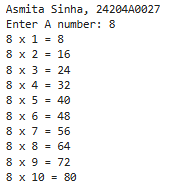 Asmita Sinha, 24204A0027
Enter A number: 8
8 x 1 = 8
8 x 2 = 16
8 x 3 = 24
8 x 4 = 32
8 x 5 = 40
8 x 6 = 48
8 x 7 = 56
8 x 8 = 64
8 x 9 = 72
8 x 10 = 80